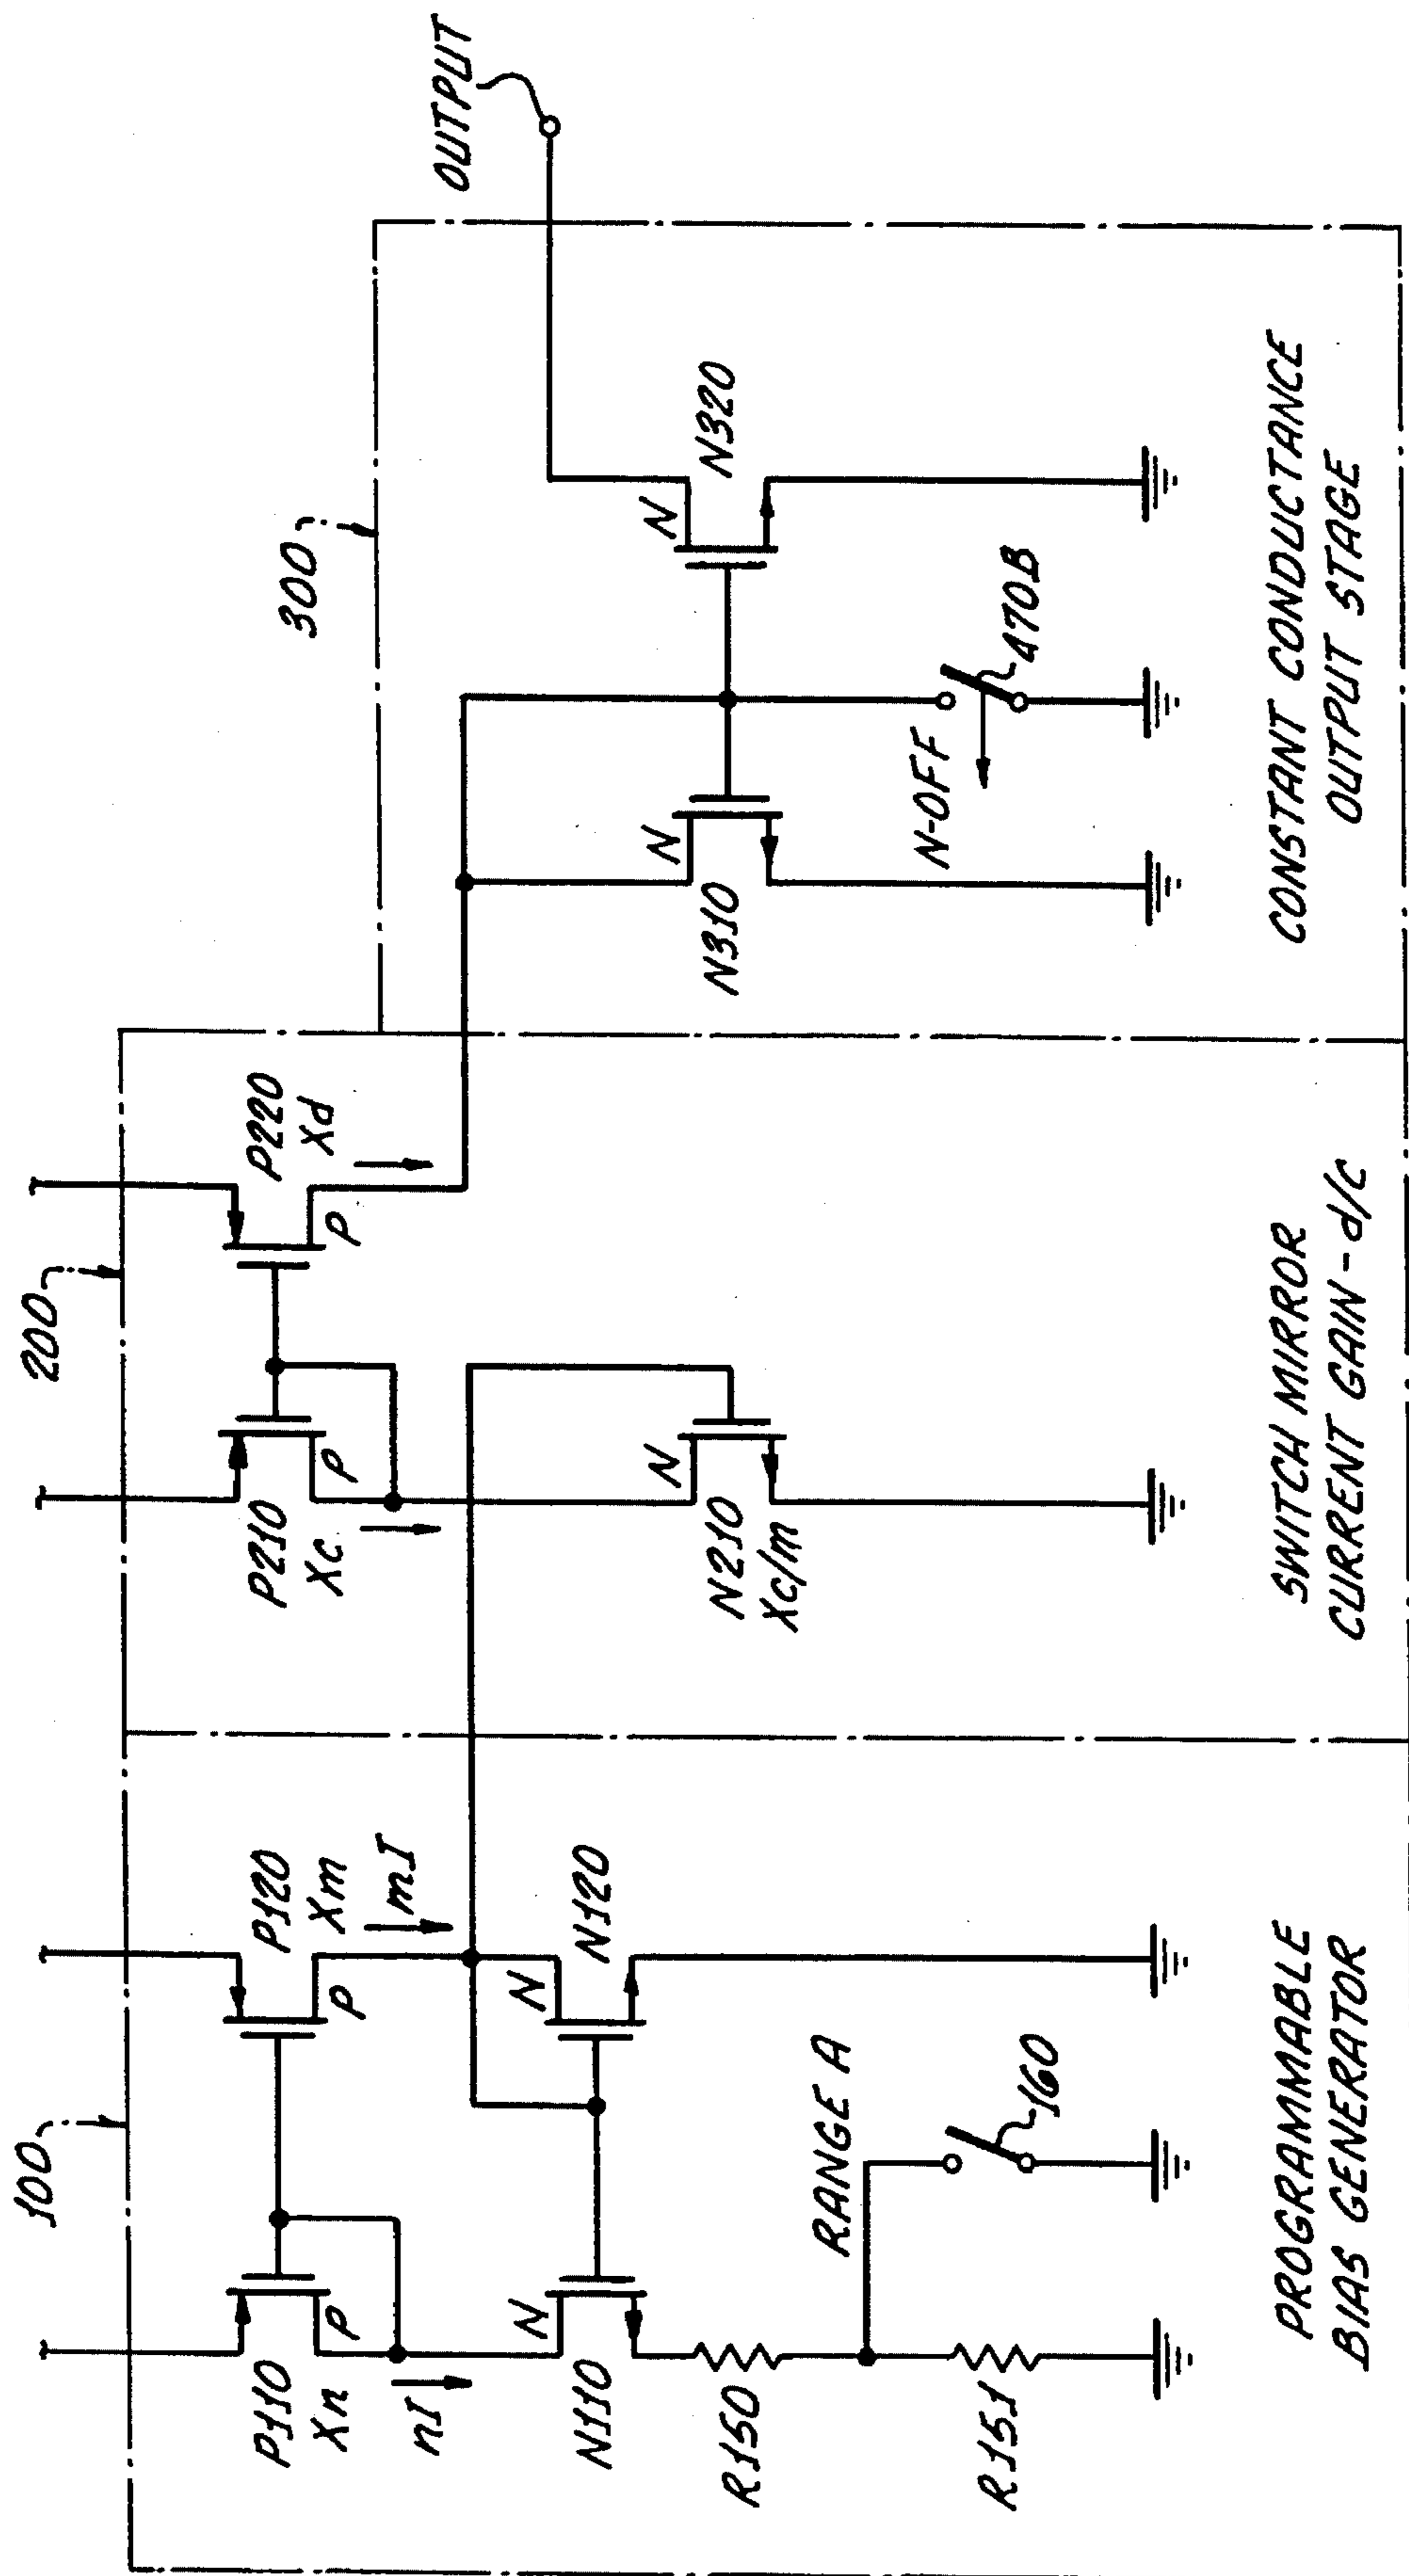 100
200
300
OUTPUT
P110
Xn
P
nI
P120
Xm
P
mI
N110
N
N120
N
R150
R151
RANGE A
160
PROGRAMMABLE
BIAS GENERATOR
P210
Xc
P
P220
Xd
P
N210
Xc/m
N
SWITCH MIRROR
CURRENT GAIN - d/c
N310
N
N320
N
N-OFF
470B
CONSTANT CONDUCTANCE
OUTPUT STAGE